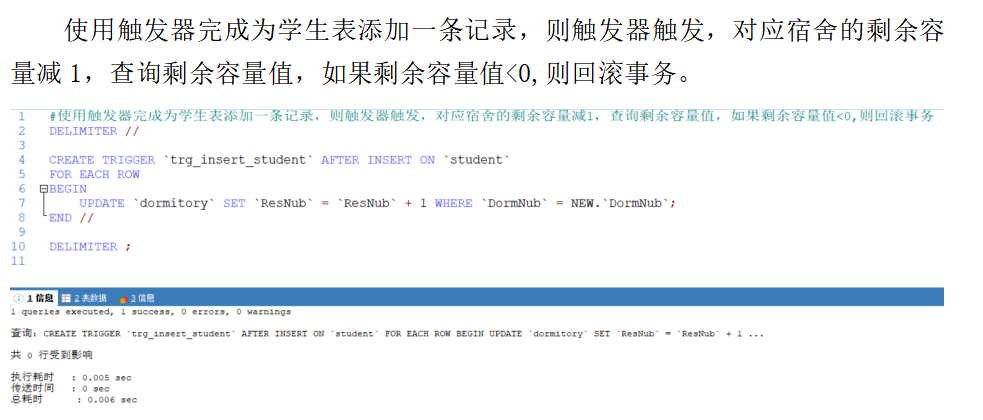 使用触发器完成为学生表添加一条记录，则触发器触发，对应宿舍的剩余容
量减 1，查询剩余容量值，如果剩余容量值<0,则回滚事务。
1 #使用触发器完成为学生表添加一条记录，则触发器触发，对应宿舍的剩余容量减1，查询剩余容量值，如果剩余容量值<0,则回滚事务
2 DELIMITER //
3
4 CREATE TRIGGER `trg_insert_student` AFTER INSERT ON `student`
5 FOR EACH ROW
6 BEGIN
7 UPDATE `dormitory` SET `ResNub` = `ResNub` + 1 WHERE `DormNub` = NEW.`DormNub`;
8 END //
9
10 DELIMITER ;
11
1 信息 2 表数据 3 信息
1 queries executed, 1 success, 0 errors, 0 warnings
查询：CREATE TRIGGER `trg_insert_student` AFTER INSERT ON `student` FOR EACH ROW BEGIN UPDATE `dormitory` SET `ResNub` = `ResNub` + 1 ...
共 0 行受到影响
执行耗时 : 0.005 sec
传送时间 : 0 sec
总耗时 : 0.006 sec